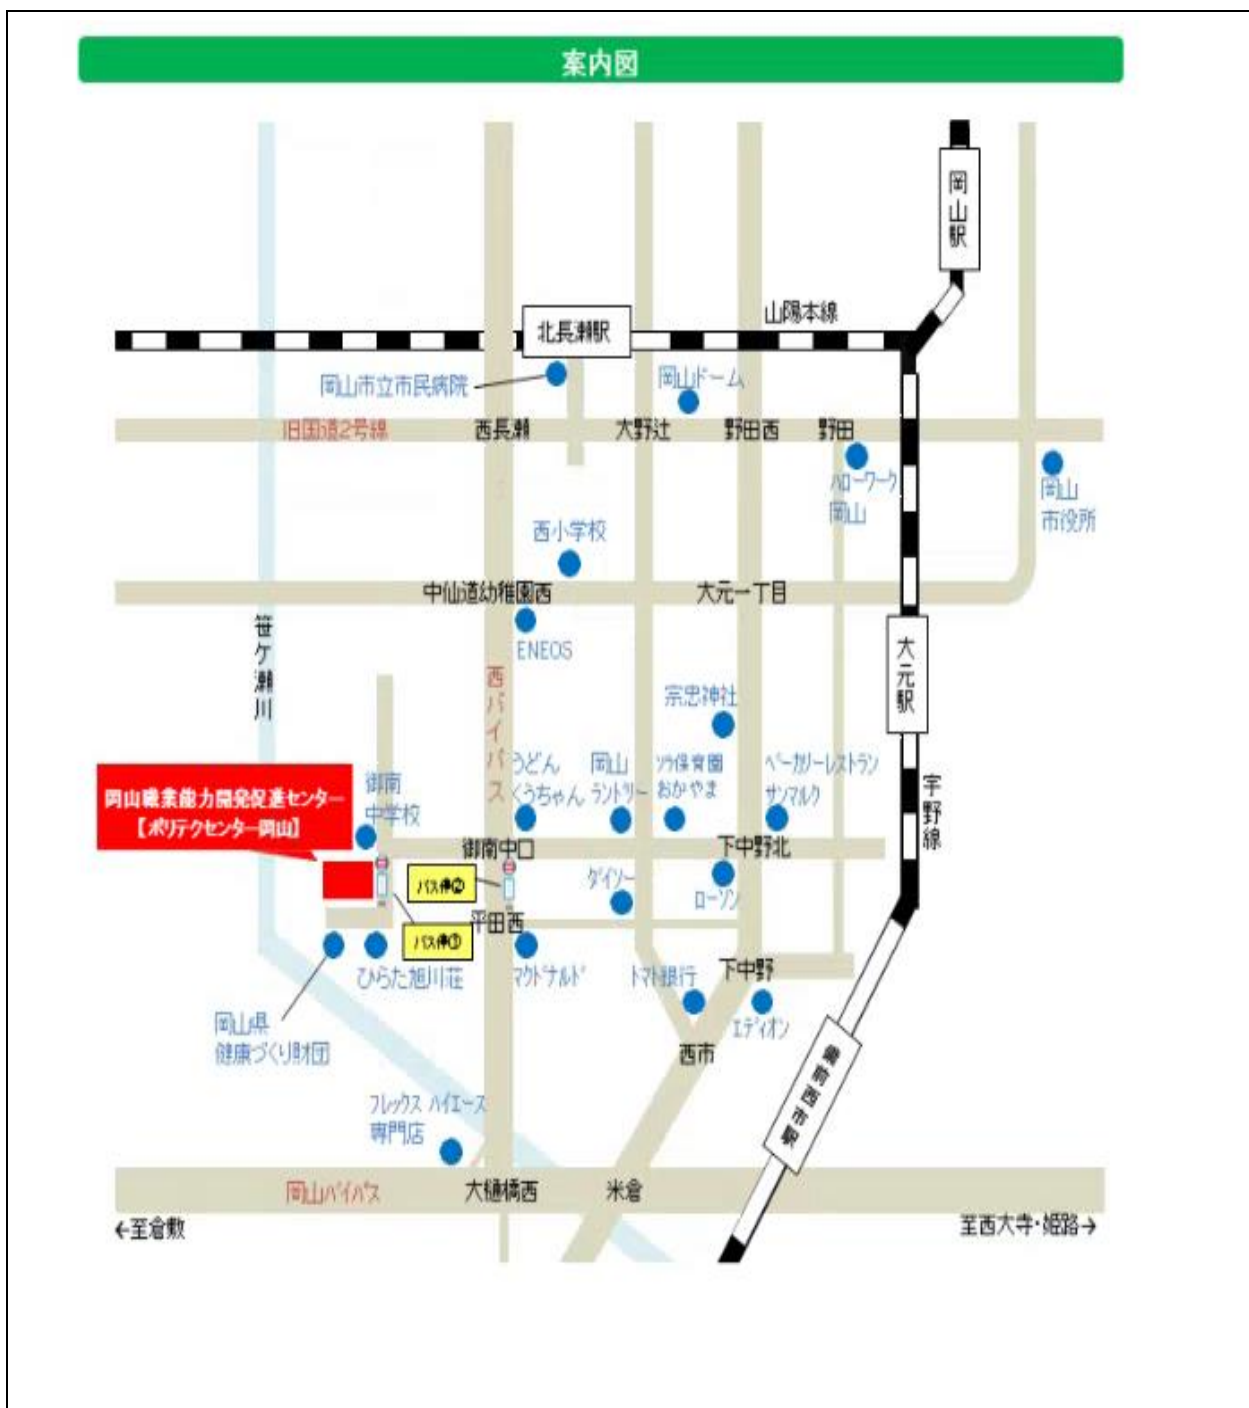 案内図
岡山駅
山陽本線
北長瀬駅
岡山市立市民病院
岡山ドーム
旧国道2号線
西長瀬
大野辻
野田西
野田
ハローワーク
岡山
岡山
市役所
西小学校
中仙道幼稚園西
大元一丁目
ENEOS
笹ケ瀬川
西バイパス
宗忠神社
大元駅
宇野線
岡山職業能力開発促進センター
【ポリテクセンター岡山】
御南
中学校
うどん
くうちゃん
岡山
ラントリー
ソラ保育園
おかやま
ベーカリーレストラン
サンマルク
御南中口
下中野北
バス停②
ダイソー
ローソン
平田西
バス停①
ひらた旭川荘
マクドナルド
トマト銀行
下中野
エディオン
岡山県
健康づくり財団
西市
備前西市駅
フレックス ハイエース
専門店
岡山バイパス
大樋橋西
米倉
←至倉敷
至西大寺・姫路→